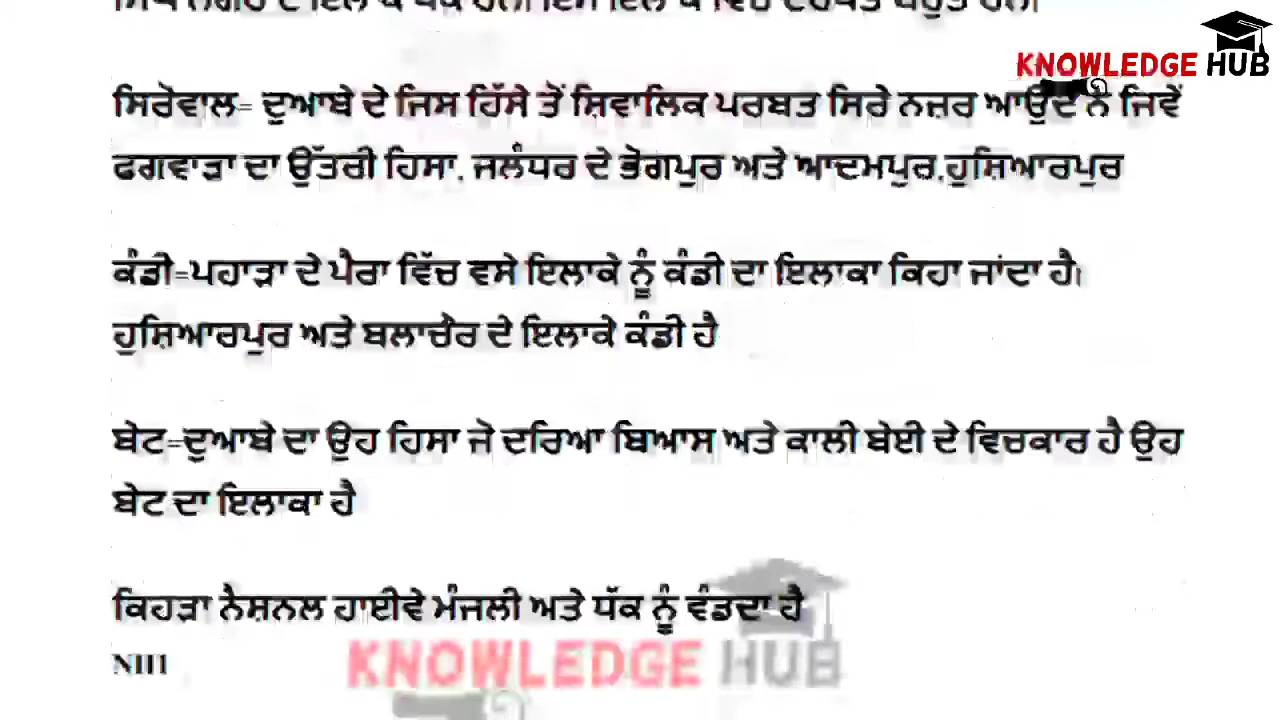 KNOWLEDGE HUB
ਸਿਰੋਵਾਲ= ਦੁਆਬੇ ਦੇ ਜਿਸ ਹਿੱਸੇ ਤੋਂ ਸ਼ਿਵਾਲਿਕ ਪਰਬਤ ਸਿਰੇ ਨਜ਼ਰ ਆਉਂਦੇ ਨੇ ਜਿਵੇਂ
ਫਗਵਾੜਾ ਦਾ ਉੱਤਰੀ ਹਿਸਾ, ਜਲੰਧਰ ਦੇ ਭੋਗਪੁਰ ਅਤੇ ਆਦਮਪੁਰ,ਹੁਸ਼ਿਆਰਪੁਰ
ਕੰਡੀ=ਪਹਾੜਾ ਦੇ ਪੈਰਾ ਵਿੱਚ ਵਸੇ ਇਲਾਕੇ ਨੂੰ ਕੰਡੀ ਦਾ ਇਲਾਕਾ ਕਿਹਾ ਜਾਂਦਾ ਹੈ।
ਹੁਸ਼ਿਆਰਪੁਰ ਅਤੇ ਬਲਾਚੌਰ ਦੇ ਇਲਾਕੇ ਕੰਡੀ ਹੈ
ਬੇਟ=ਦੁਆਬੇ ਦਾ ਉਹ ਹਿਸਾ ਜੋ ਦਰਿਆ ਬਿਆਸ ਅਤੇ ਕਾਲੀ ਬੇਈ ਦੇ ਵਿਚਕਾਰ ਹੈ ਉਹ
ਬੇਟ ਦਾ ਇਲਾਕਾ ਹੈ
ਕਿਹੜਾ ਨੈਸ਼ਨਲ ਹਾਈਵੇ ਮੰਜਲੀ ਅਤੇ ਧੱਕ ਨੂੰ ਵੰਡਦਾ ਹੈ
NH1
KNOWLEDGE HUB